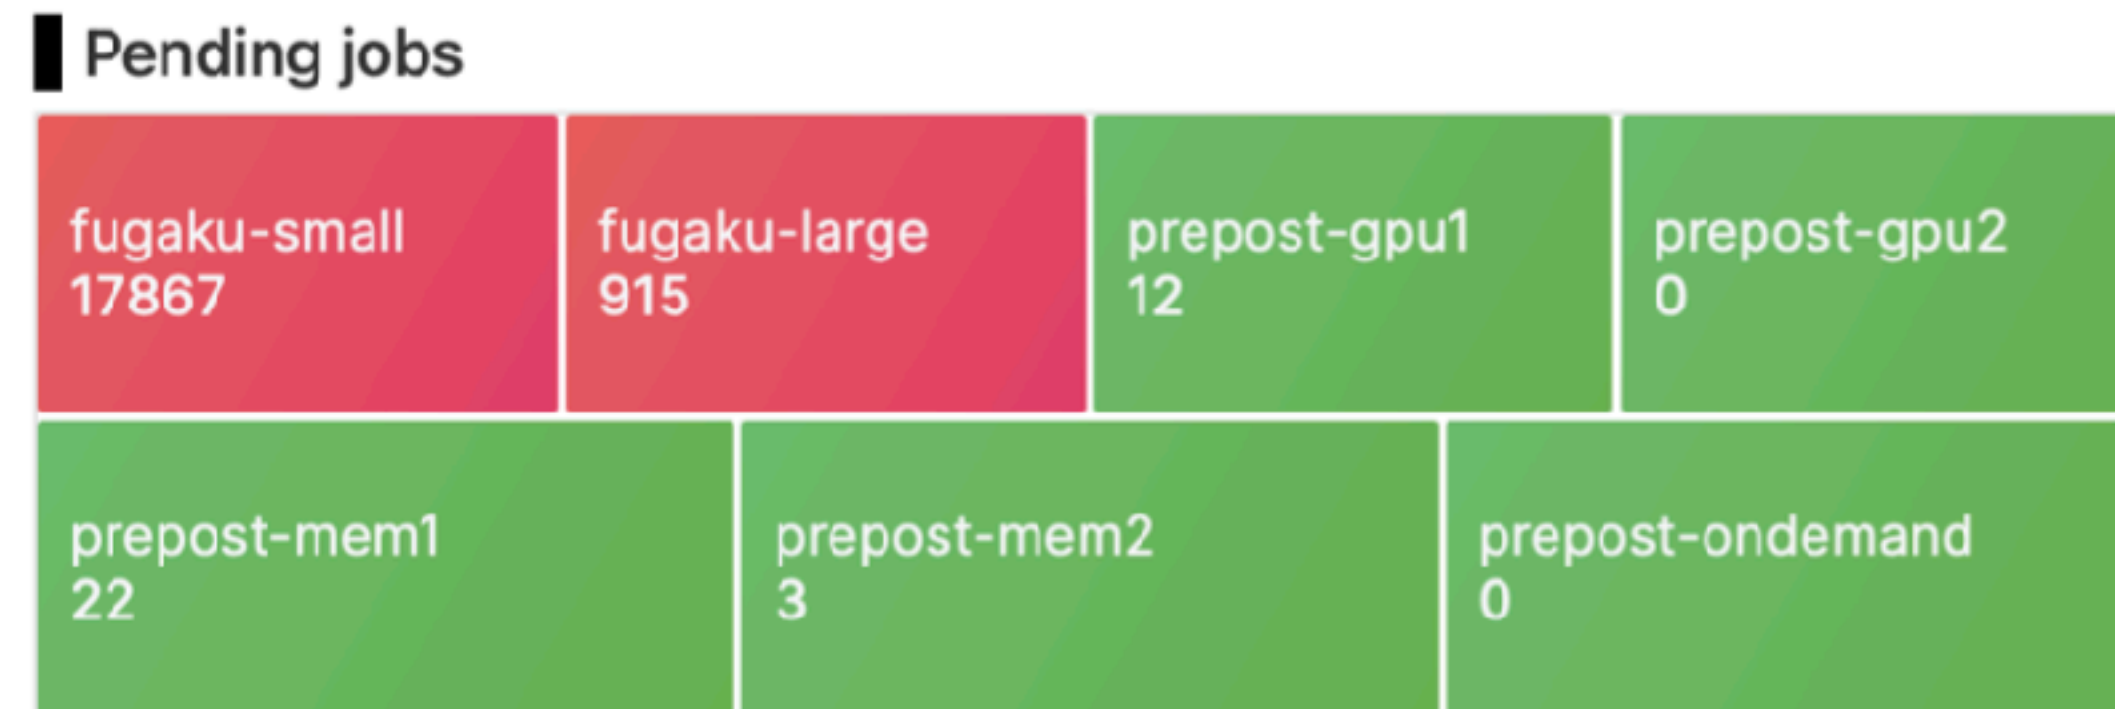 Pending jobs
fugaku-small
17867
fugaku-large
915
prepost-gpu1
12
prepost-gpu2
0
prepost-mem1
22
prepost-mem2
3
prepost-ondemand
0